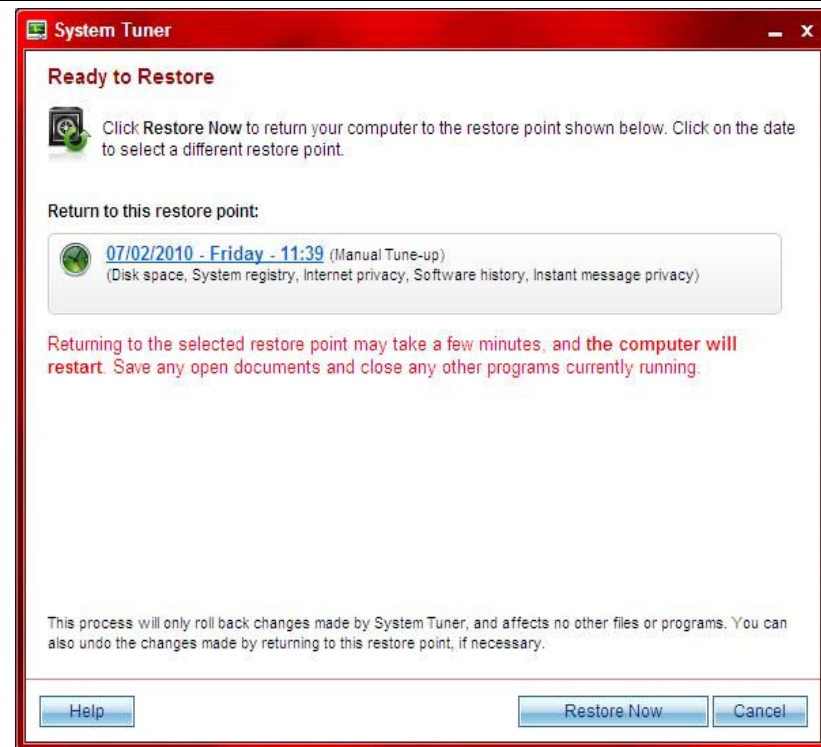 System Tuner
Ready to Restore
Click Restore Now to return your computer to the restore point shown below. Click on the date
to select a different restore point.
Return to this restore point:
07/02/2010 - Friday - 11:39 (Manual Tune-up)
(Disk space, System registry, Internet privacy, Software history, Instant message privacy)
Returning to the selected restore point may take a few minutes, and the computer will
restart. Save any open documents and close any other programs currently running.
This process will only roll back changes made by System Tuner, and affects no other files or programs. You can
also undo the changes made by returning to this restore point, if necessary.
Help
Restore Now
Cancel